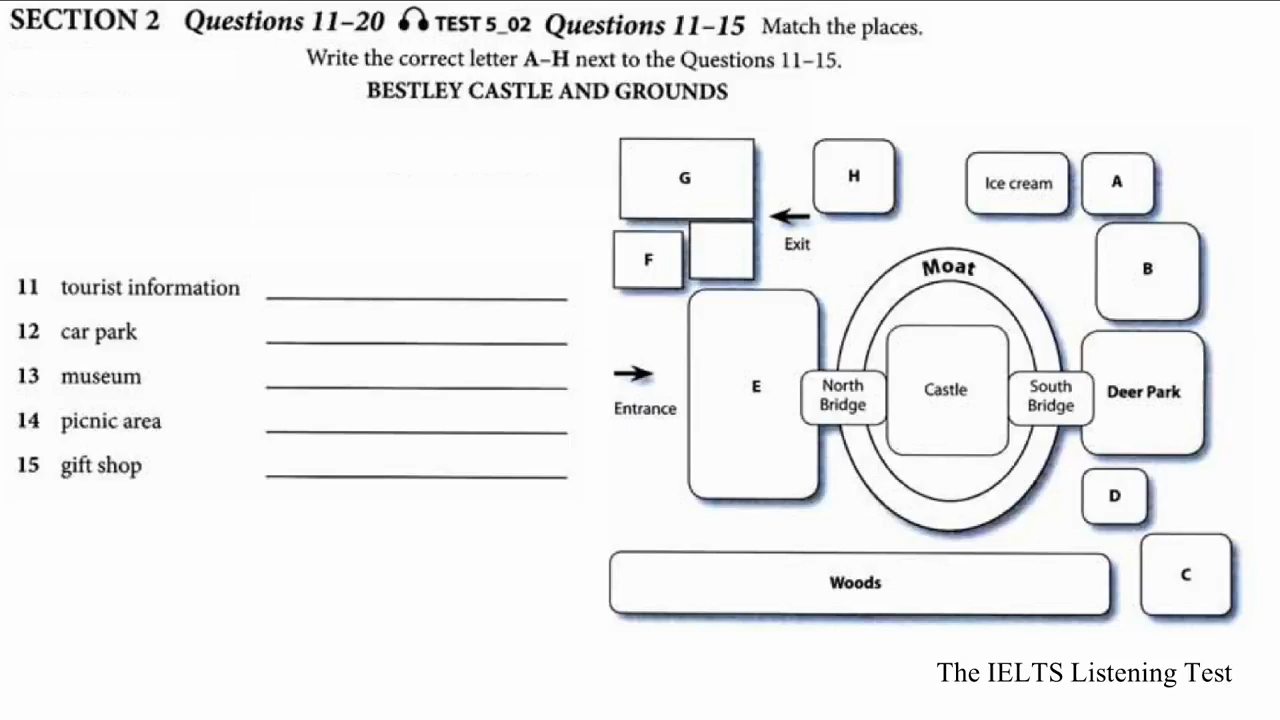 SECTION 2 Questions 11–20 TEST 5_02 Questions 11–15 Match the places.
Write the correct letter A–H next to the Questions 11–15.
BESTLEY CASTLE AND GROUNDS
11 tourist information
12 car park
13 museum
14 picnic area
15 gift shop
G
H
Ice cream
A
Exit
F
B
Moat
Entrance
E
North
Bridge
Castle
South
Bridge
Deer Park
D
C
Woods
The IELTS Listening Test